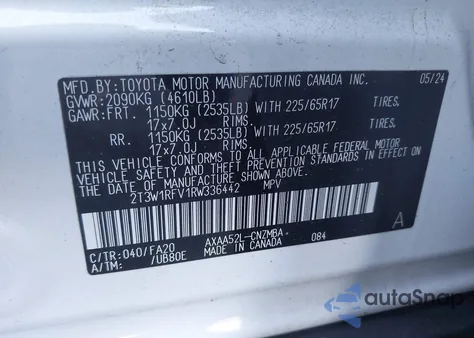 MFD.BY: TOYOTA MOTOR MANUFACTURING CANADA INC. 05/24
GVWR: 2090KG (4610LB)
GAWR: FRT. 1150KG (2535LB) WITH 225/65R17 TIRES.
17x7.0J RIMS.
RR. 1150KG (2535LB) WITH 225/65R17 TIRES.
17x7.0J RIMS.
THIS VEHICLE CONFORMS TO ALL APPLICABLE FEDERAL MOTOR
VEHICLE SAFETY STANDARDS IN EFFECT ON THE DATE OF
MANUFACTURE SHOWN ABOVE.
2T3W1RFV1RW336442 MPV
A
C/TR: 040/FA20 AXAA52L-CNZMBA 084
A/TM: /UB80E MADE IN CANADA
autoSnap